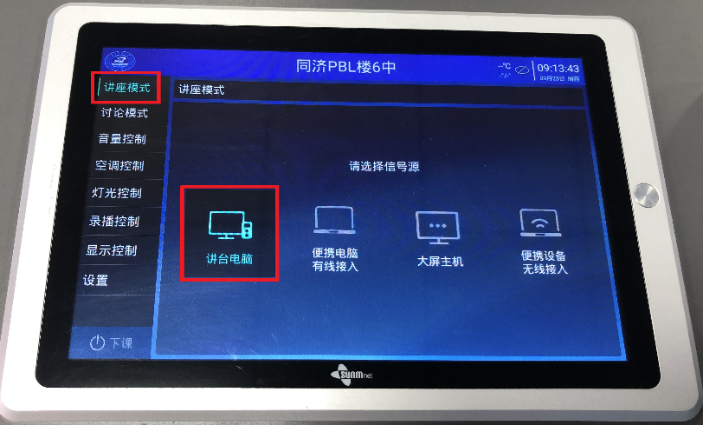 同济PBL楼6中
℃
09:13:43
讲座模式
讲座模式
讨论模式
音量控制
空调控制
灯光控制
录播控制
显示控制
设置
下课
请选择信号源
讲台电脑
便携电脑
有线接入
大屏主机
便携设备
无线接入
sunmnet